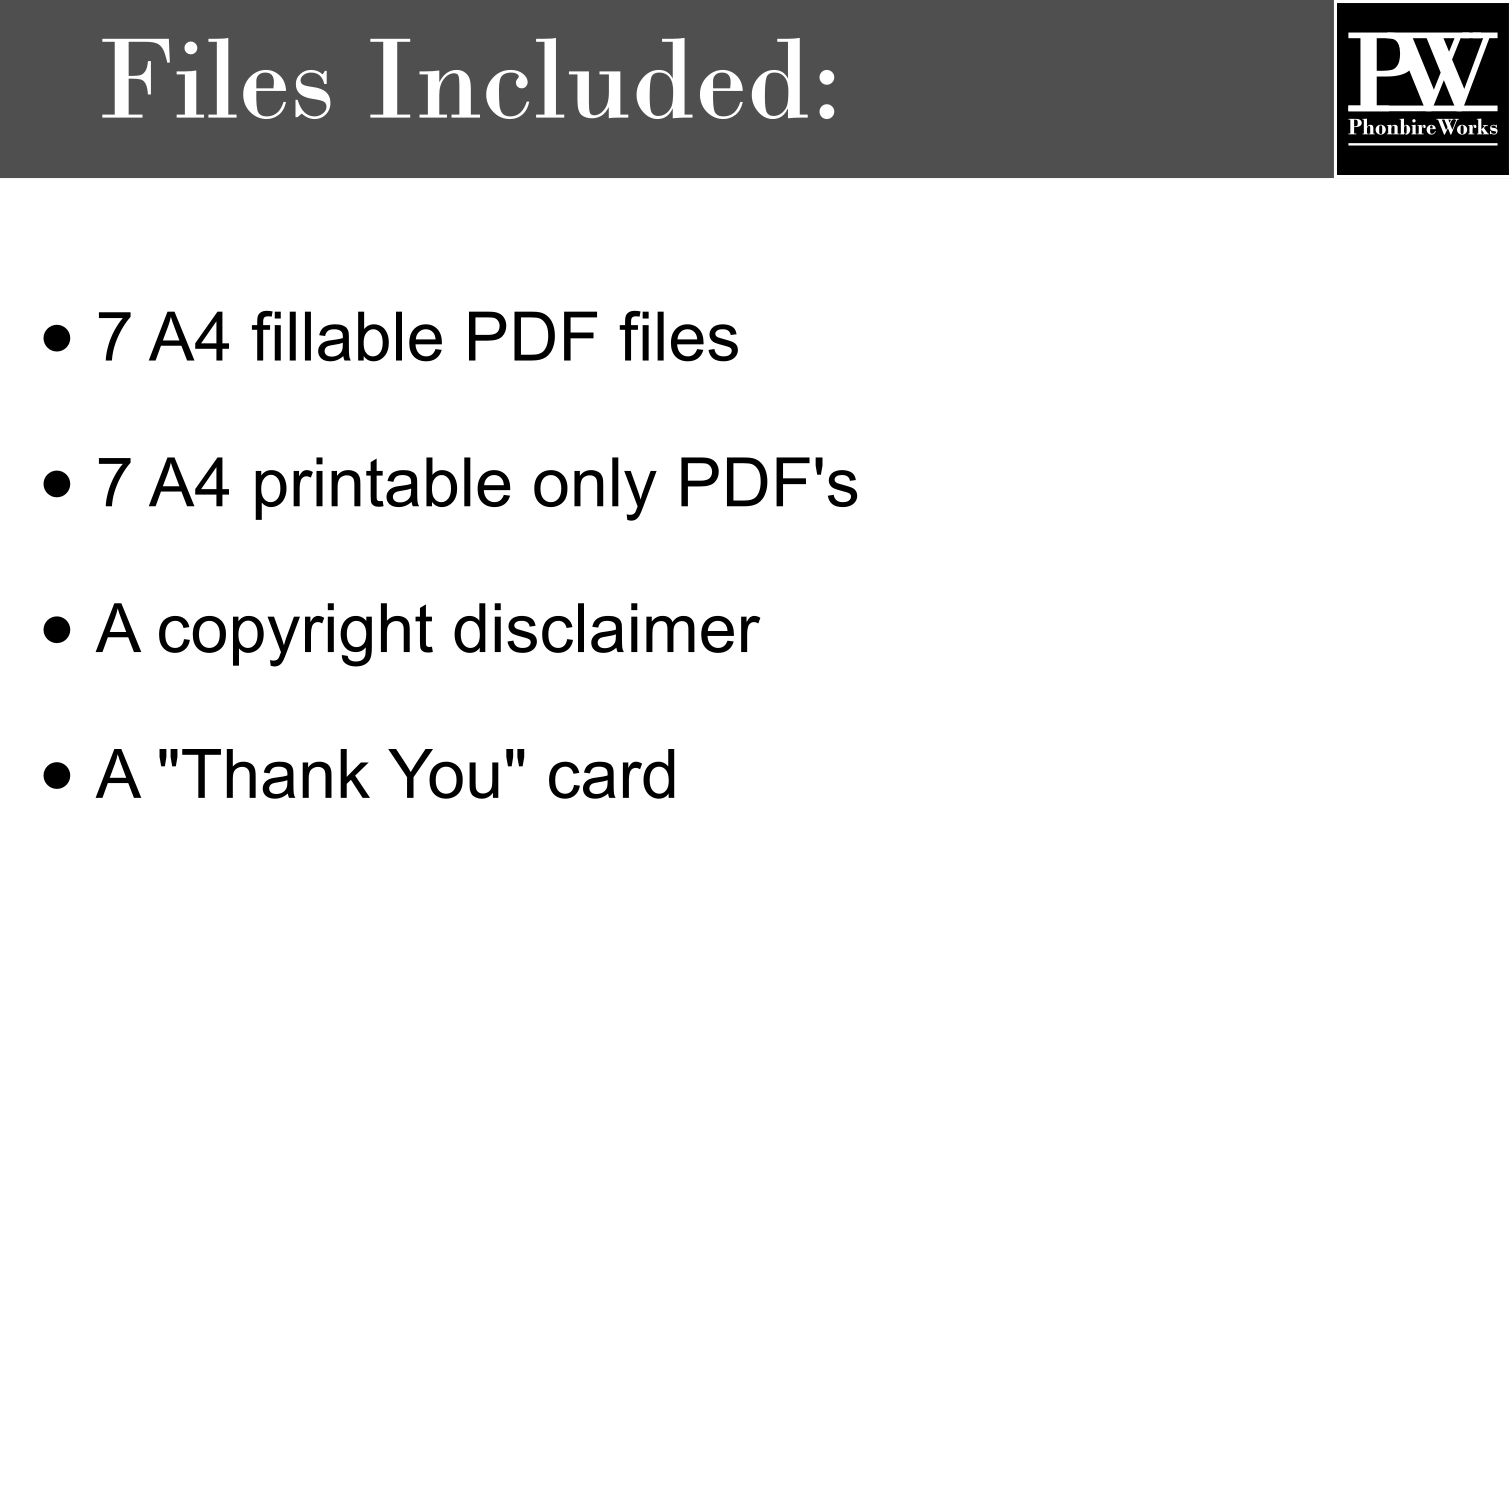 Files Included:
PW
PhonbireWorks
• 7 A4 fillable PDF files
• 7 A4 printable only PDF's
• A copyright disclaimer
• A "Thank You" card